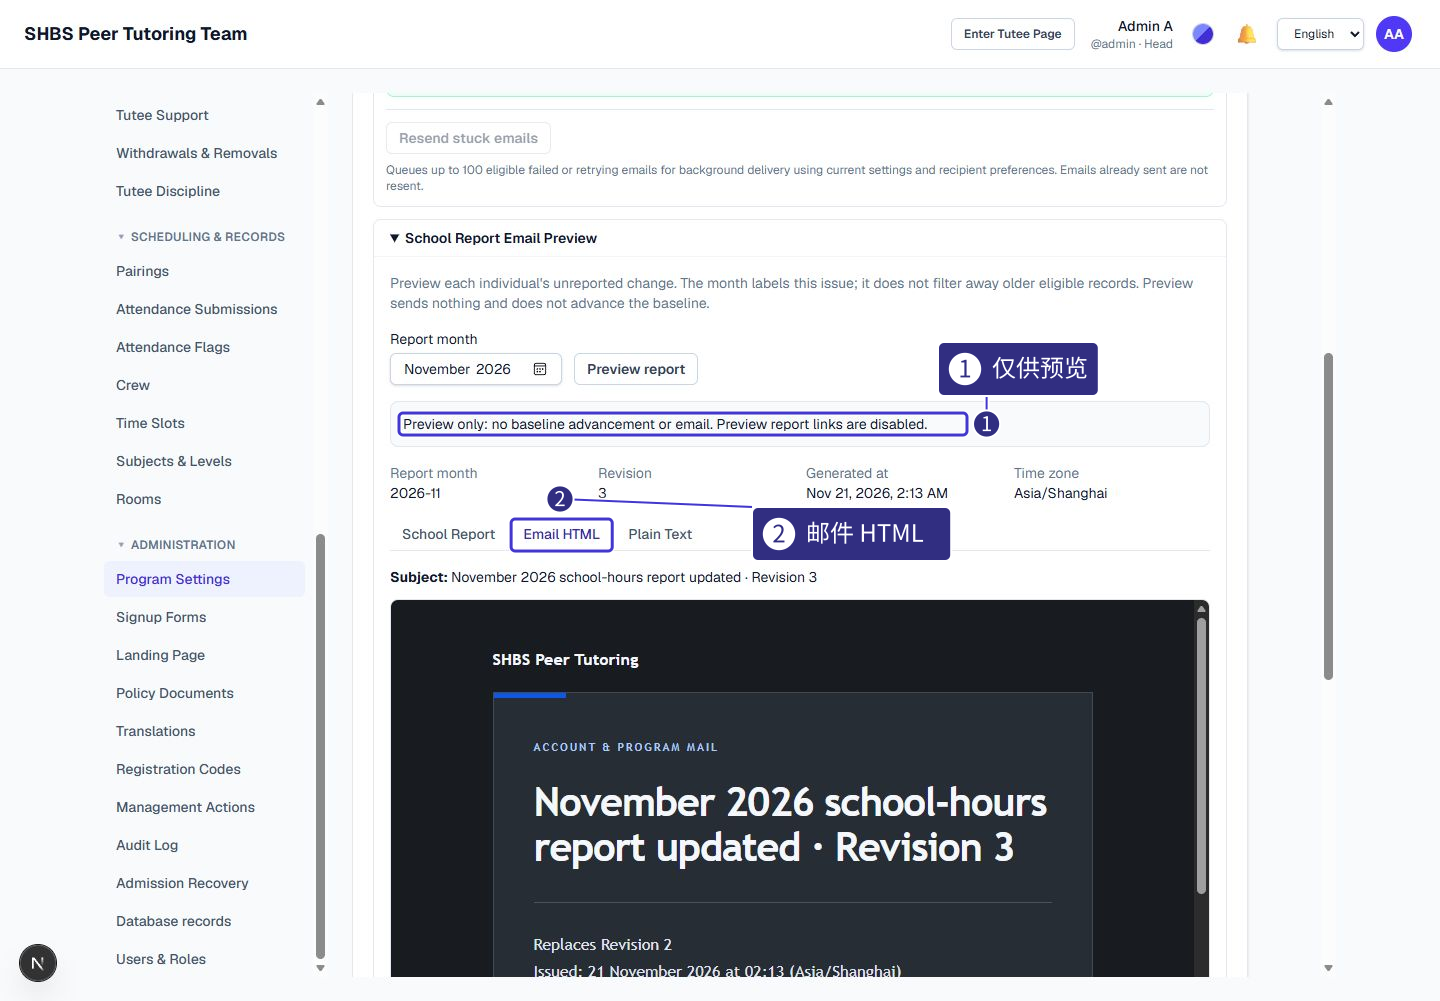 SHBS Peer Tutoring Team
Enter Tutee Page
Admin A
@admin · Head
English
AA
Tutee Support
Withdrawals & Removals
Tutee Discipline
SCHEDULING & RECORDS
Pairings
Attendance Submissions
Attendance Flags
Crew
Time Slots
Subjects & Levels
Rooms
ADMINISTRATION
Program Settings
Signup Forms
Landing Page
Policy Documents
Translations
Registration Codes
Management Actions
Audit Log
Admission Recovery
Database records
Users & Roles
N
Resend stuck emails
Queues up to 100 eligible failed or retrying emails for background delivery using current settings and recipient preferences. Emails already sent are not
resent.
School Report Email Preview
Preview each individual's unreported change. The month labels this issue; it does not filter away older eligible records. Preview
sends nothing and does not advance the baseline.
Report month
November 2026
Preview report
1 仅供预览
Preview only: no baseline advancement or email. Preview report links are disabled.
1
Report month
2026-11
Revision
3
Generated at
Nov 21, 2026, 2:13 AM
Time zone
Asia/Shanghai
2
2 邮件 HTML
School Report
Email HTML
Plain Text
Subject: November 2026 school-hours report updated · Revision 3
SHBS Peer Tutoring
ACCOUNT & PROGRAM MAIL
November 2026 school-hours
report updated · Revision 3
Replaces Revision 2
Issued: 21 November 2026 at 02:13 (Asia/Shanghai)